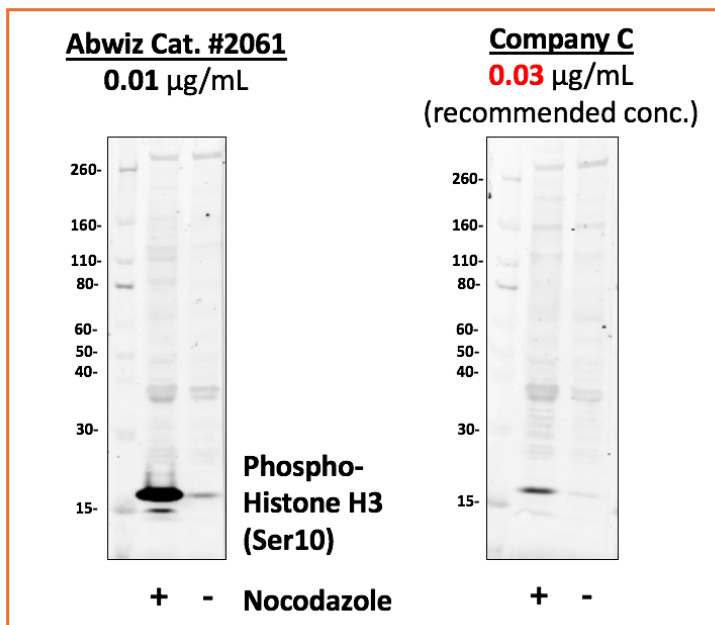 Abwiz Cat. #2061
0.01 µg/mL
260-
160-
110-
80-
60-
50-
40-
30-
15-
Phospho-
Histone H3
(Ser10)
+ - Nocodazole
Company C
0.03 µg/mL
(recommended conc.)
260-
160-
110-
80-
60-
50-
40-
30-
15-
+ -